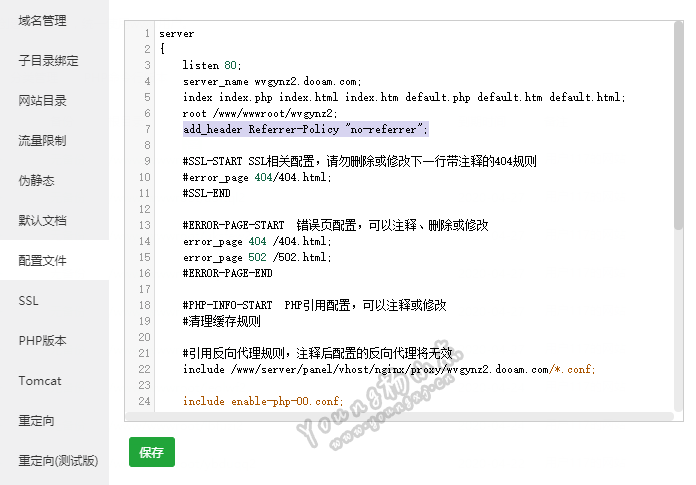 域名管理
子目录绑定
网站目录
流量限制
伪静态
默认文档
配置文件
SSL
PHP版本
Tomcat
重定向
重定向(测试版)
1 server
2 {
3 listen 80;
4 server_name wvgynz2.dooam.com;
5 index index.php index.html index.htm default.php default.htm default.html;
6 root /www/wwwroot/wvgynz2;
7 add_header Referrer-Policy "no-referrer";
8
9 #SSL-START SSL相关配置，请勿删除或修改下一行带注释的404规则
10 #error_page 404/404.html;
11 #SSL-END
12
13 #ERROR-PAGE-START 错误页配置，可以注释、删除或修改
14 error_page 404 /404.html;
15 error_page 502 /502.html;
16 #ERROR-PAGE-END
17
18 #PHP-INFO-START PHP引用配置，可以注释或修改
19 #清理缓存规则
20
21 #引用反向代理规则，注释后配置的反向代理将无效
22 include /www/server/panel/vhost/nginx/proxy/wvgynz2.dooam.com/*.conf;
23
24 include enable-php-00.conf;
保存